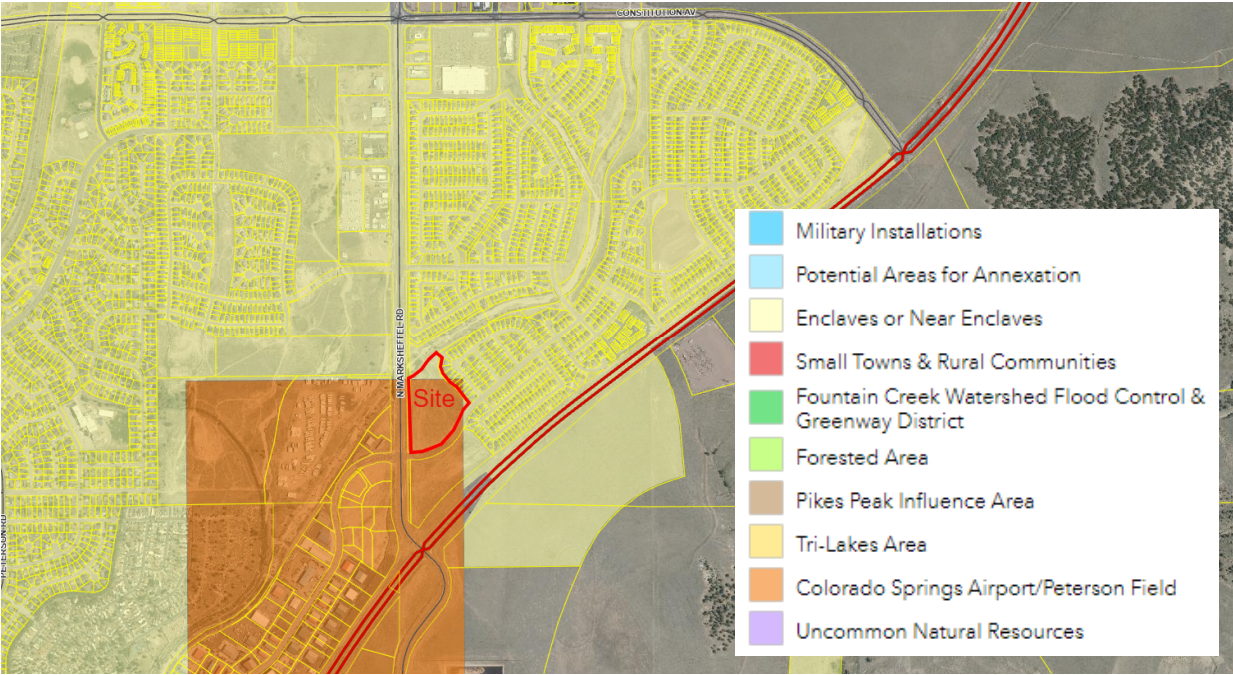 CONSTITUTION AV
N MARKSHEFFEL RD
Site
PETERSON RD
Military Installations
Potential Areas for Annexation
Enclaves or Near Enclaves
Small Towns & Rural Communities
Fountain Creek Watershed Flood Control &
Greenway District
Forested Area
Pikes Peak Influence Area
Tri-Lakes Area
Colorado Springs Airport/Peterson Field
Uncommon Natural Resources